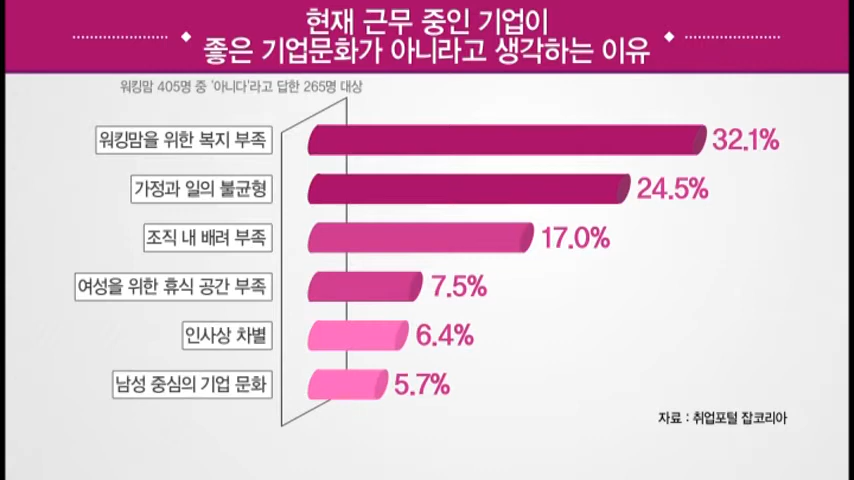 현재 근무 중인 기업이
좋은 기업문화가 아니라고 생각하는 이유
워킹맘 405명 중 '아니다'라고 답한 265명 대상
워킹맘을 위한 복지 부족 32.1%
가정과 일의 불균형 24.5%
조직 내 배려 부족 17.0%
여성을 위한 휴식 공간 부족 7.5%
인사상 차별 6.4%
남성 중심의 기업 문화 5.7%
자료 : 취업포털 잡코리아